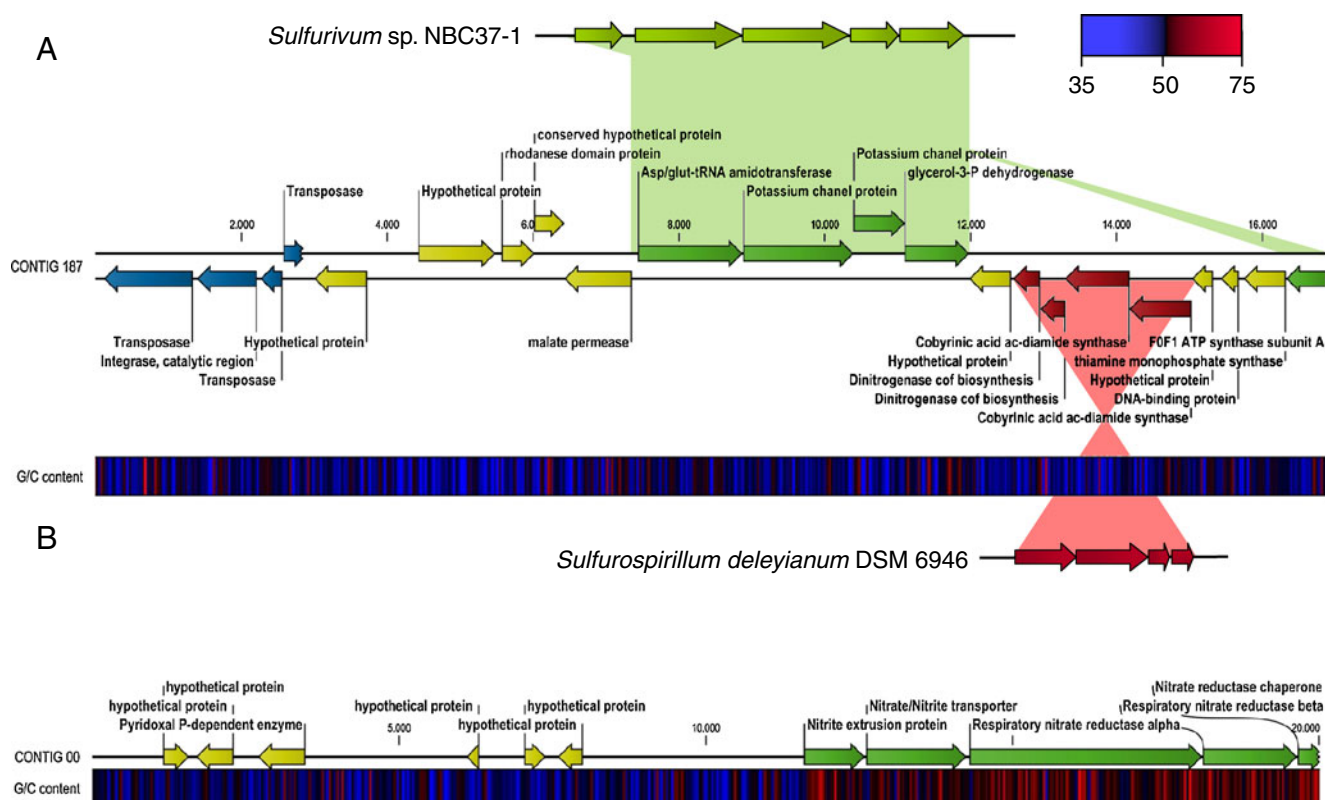 A
Sulfurivum sp. NBC37-1
35 50 75
conserved hypothetical protein
rhodanese domain protein
Potassium chanel protein
Asp/glut-tRNA amidotransferase
glycerol-3-P dehydrogenase
Transposase
Hypothetical protein
Potassium chanel protein
2.000 4.000 6.0 8.000 10.000 12.000 14.000 16.000
CONTIG 187
Transposase
Hypothetical protein
malate permease
Cobyrinic acid ac-diamide synthase
F0F1 ATP synthase subunit A
Integrase, catalytic region
Hypothetical protein
thiamine monophosphate synthase
Transposase
Dinitrogenase cof biosynthesis
Hypothetical protein
Dinitrogenase cof biosynthesis
DNA-binding protein
Cobyrinic acid ac-diamide synthase
G/C content
B
Sulfurospirillum deleyianum DSM 6946
hypothetical protein
Nitrate reductase chaperone
hypothetical protein
hypothetical protein
hypothetical protein
Nitrate/Nitrite transporter
Respiratory nitrate reductase beta
Pyridoxal P-dependent enzyme
hypothetical protein
Nitrite extrusion protein
Respiratory nitrate reductase alpha
5.000 10.000 20.000
CONTIG 00
G/C content